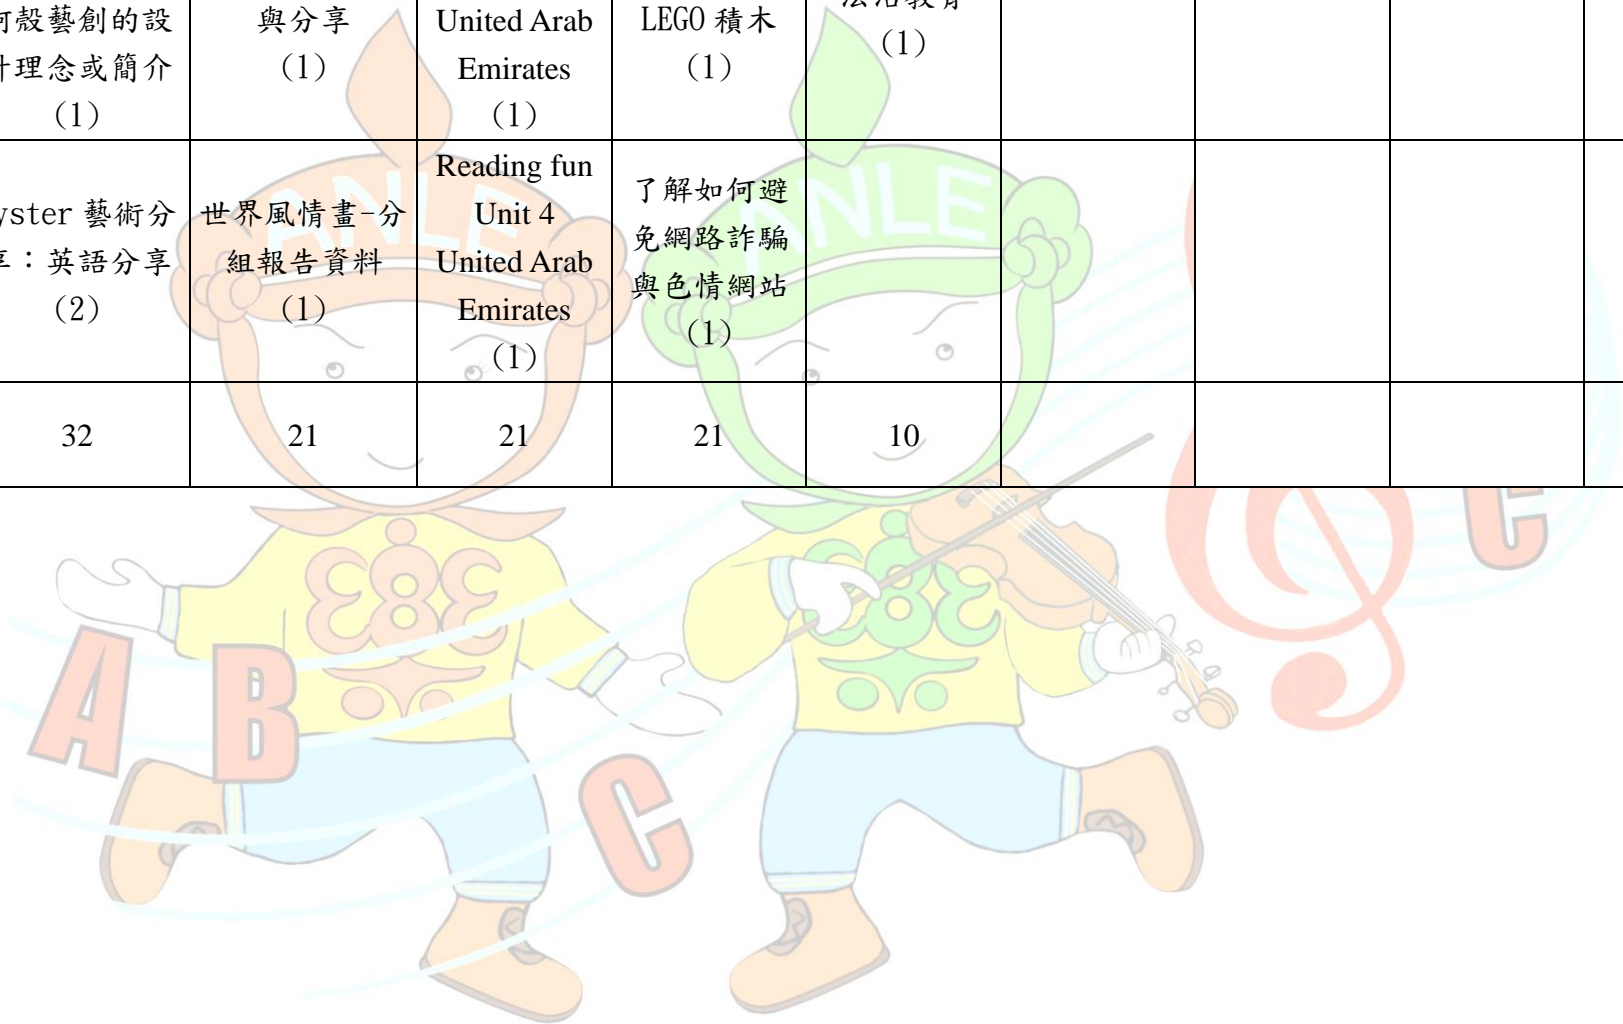 殼藝創的設
理念或簡介
(1)
與分享
(1)
United Arab
Emirates
(1)
LEGO 積木
(1)
(1)
yster 藝術分
：英語分享
(2)
世界風情畫-分
組報告資料
(1)
Reading fun
Unit 4
United Arab
Emirates
(1)
了解如何避
免網路詐騙
與色情網站
(1)
32
21
21
21
10
ANLE
ANLE
A
B
C
C